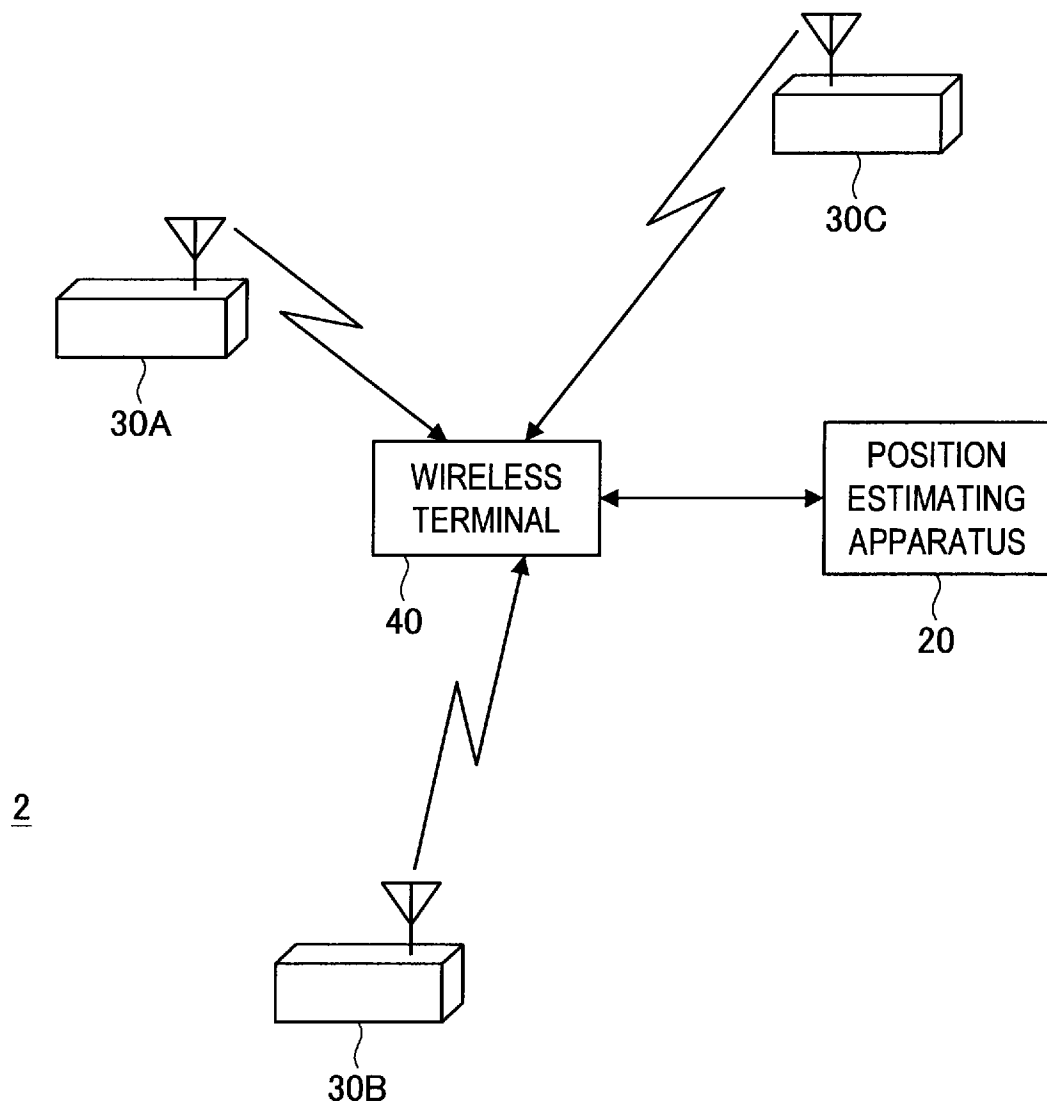 30C
30A
WIRELESS
TERMINAL
40
POSITION
ESTIMATING
APPARATUS
20
2
30B